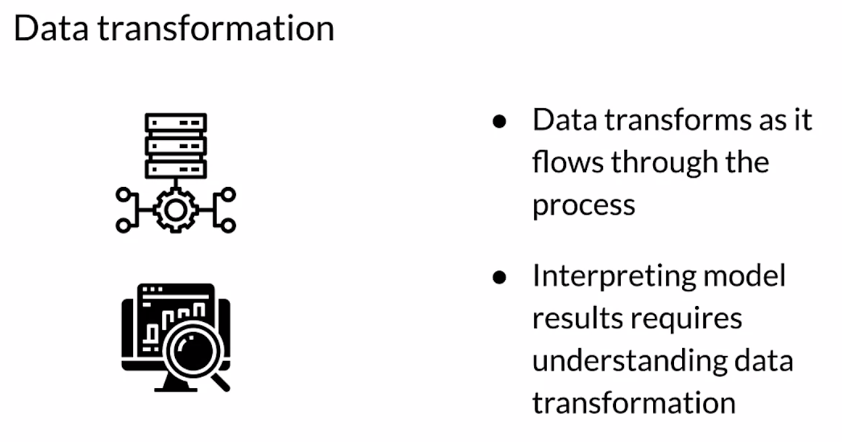 Data transformation
● Data transforms as it
flows through the
process
● Interpreting model
results requires
understanding data
transformation